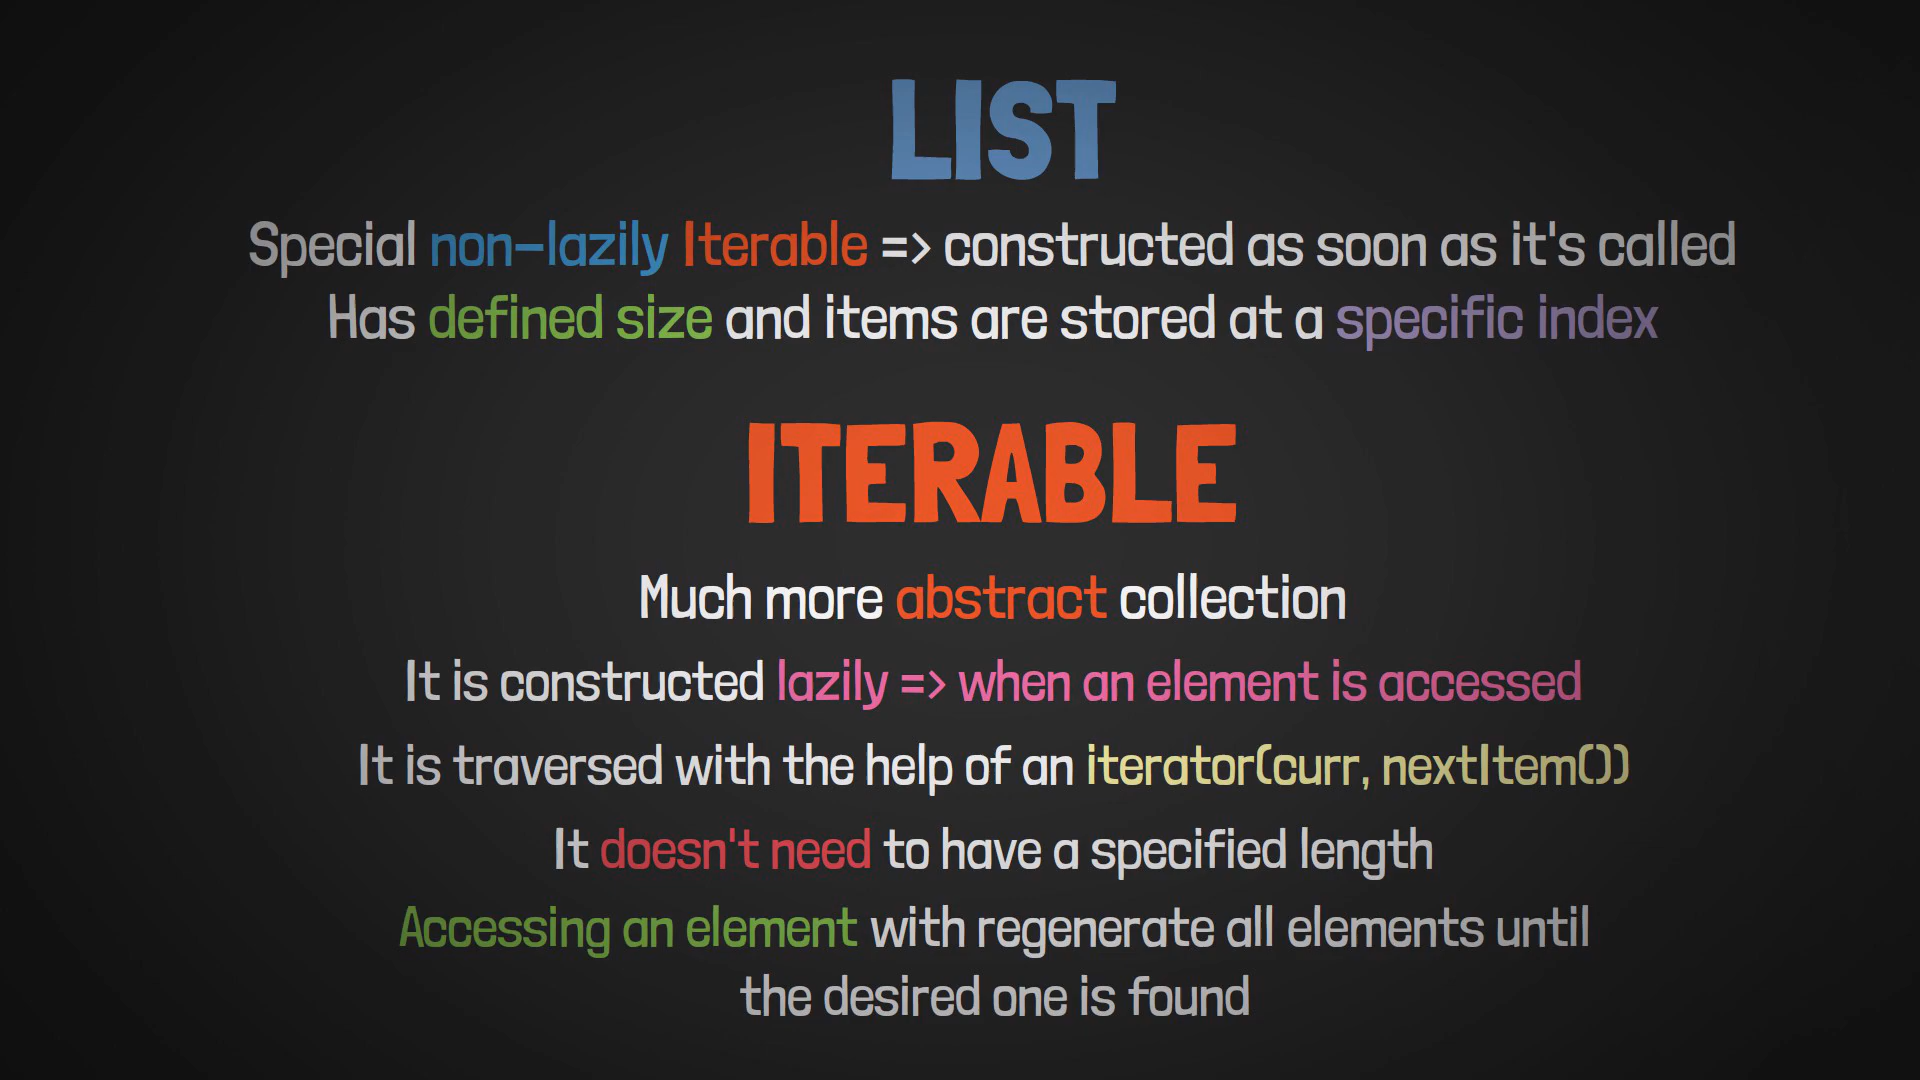 LIST
Special non-lazily Iterable => constructed as soon as it's called
Has defined size and items are stored at a specific index
ITERABLE
Much more abstract collection
It is constructed lazily => when an element is accessed
It is traversed with the help of an iterator(curr, nextItem())
It doesn't need to have a specified length
Accessing an element with regenerate all elements until
the desired one is found